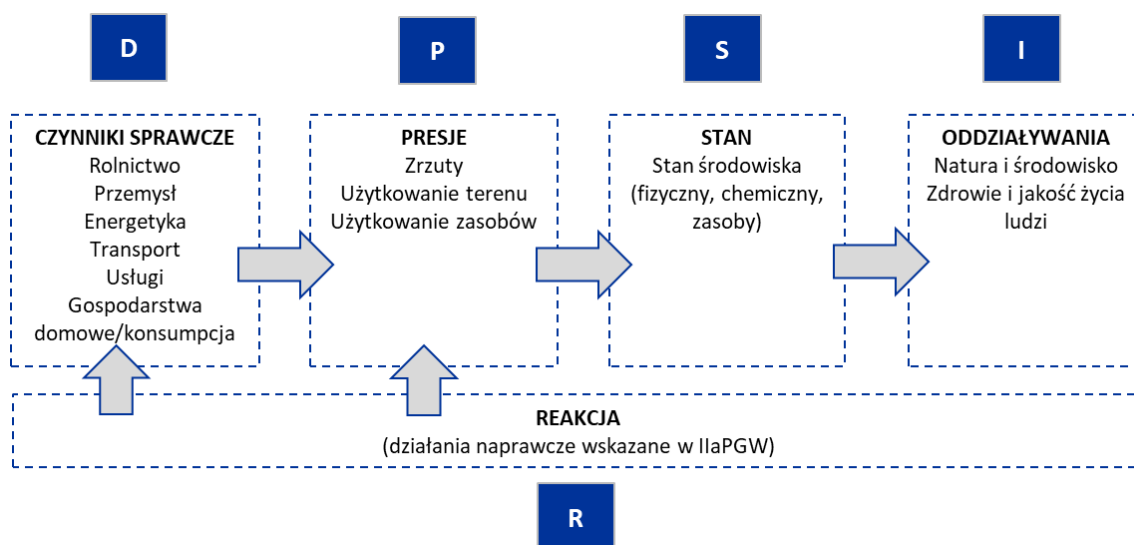 D
P
S
I
CZYNNIKI SPRAWCZE
Rolnictwo
Przemysł
Energetyka
Transport
Usługi
Gospodarstwa
domowe/konsumpcja
PRESJE
Zrzuty
Użytkowanie terenu
Użytkowanie zasobów
STAN
Stan środowiska
(fizyczny, chemiczny,
zasoby)
ODDZIAŁYWANIA
Natura i środowisko
Zdrowie i jakość życia
ludzi
REAKCJA
(działania naprawcze wskazane w IIaPGW)
R